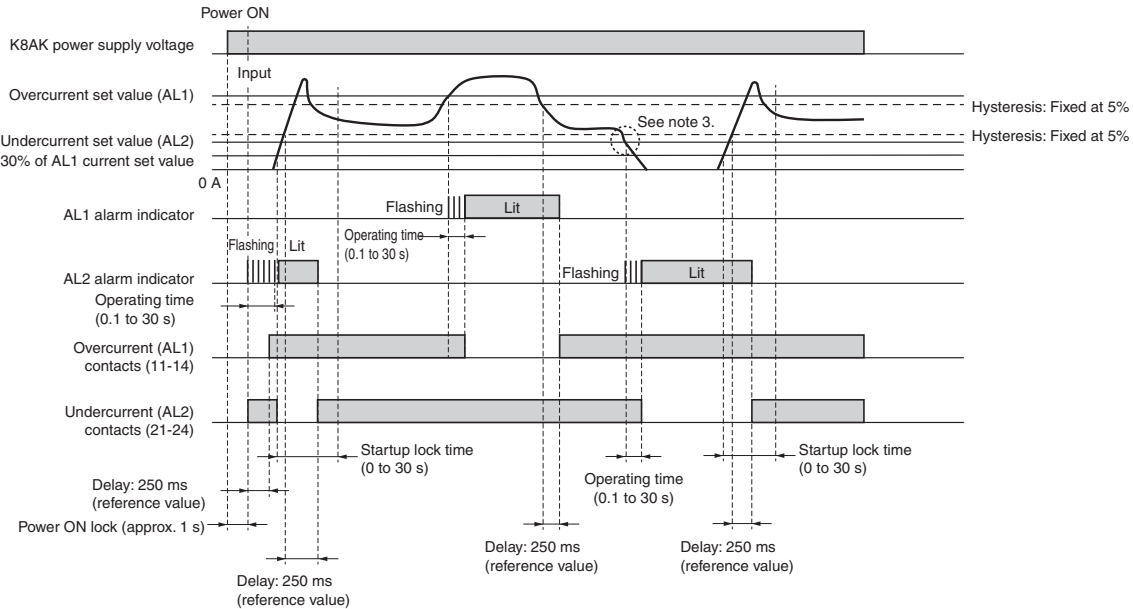 Power ON
K8AK power supply voltage
Input
Overcurrent set value (AL1)
Hysteresis: Fixed at 5%
See note 3.
Undercurrent set value (AL2)
Hysteresis: Fixed at 5%
30% of AL1 current set value
0 A
AL1 alarm indicator
Flashing
Lit
Operating time
(0.1 to 30 s)
Flashing
Lit
AL2 alarm indicator
Flashing
Lit
Operating time
(0.1 to 30 s)
Overcurrent (AL1)
contacts (11-14)
Undercurrent (AL2)
contacts (21-24)
Startup lock time
(0 to 30 s)
Startup lock time
(0 to 30 s)
Operating time
(0.1 to 30 s)
Delay: 250 ms
(reference value)
Power ON lock (approx. 1 s)
Delay: 250 ms
(reference value)
Delay: 250 ms
(reference value)
Delay: 250 ms
(reference value)